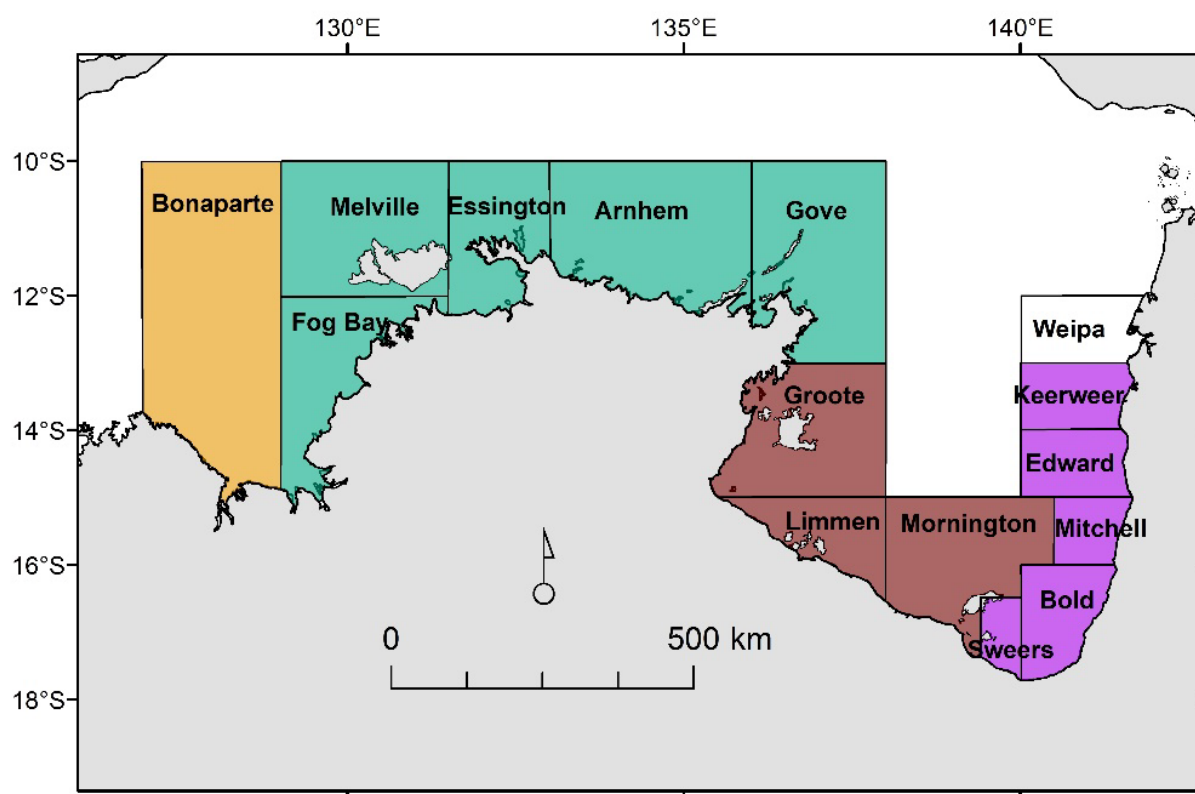 130°E 135°E 140°E
10°S
Bonaparte Melville Essington Arnhem Gove
12°S
Fog Bay Weipa
14°S
Groote Keerweer
Edward
Limmen Mornington Mitchell
16°S
Bold
0 500 km Sweers
18°S